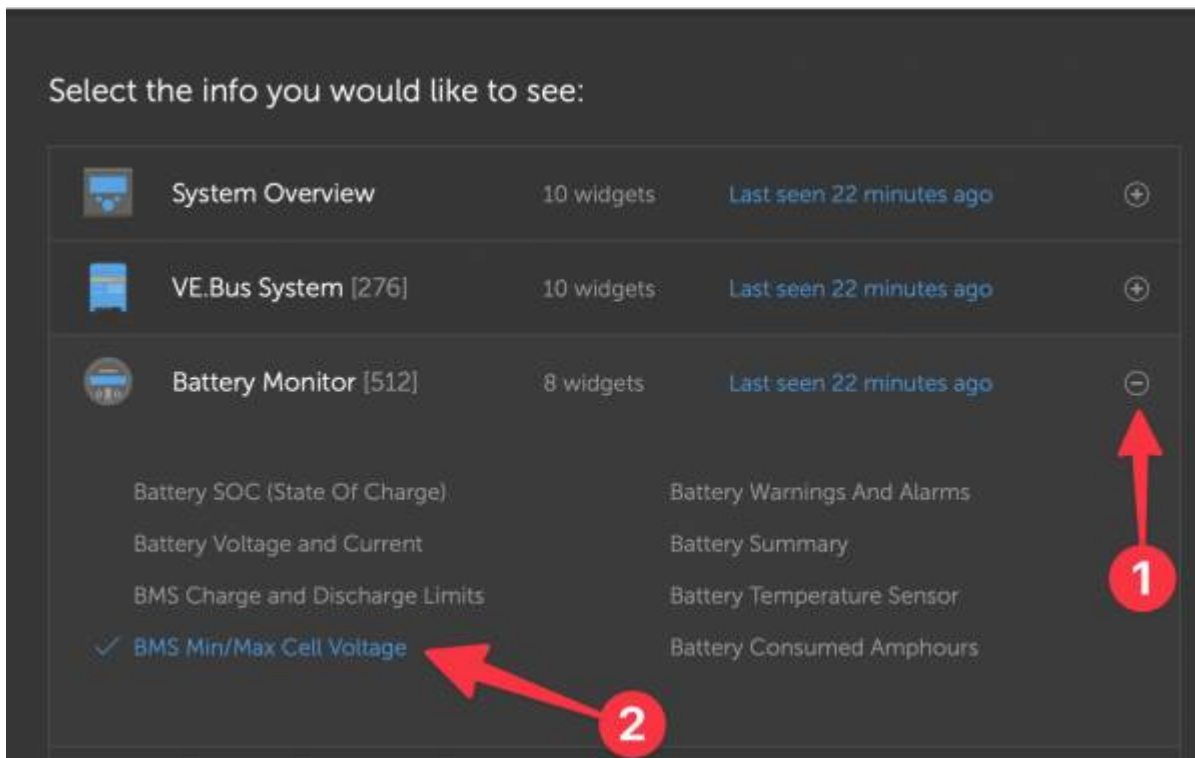 Select the info you would like to see:
System Overview 10 widgets Last seen 22 minutes ago
VE.Bus System [276] 10 widgets Last seen 22 minutes ago
Battery Monitor [512] 8 widgets Last seen 22 minutes ago
Battery SOC (State Of Charge) Battery Warnings And Alarms
Battery Voltage and Current Battery Summary
BMS Charge and Discharge Limits Battery Temperature Sensor
BMS Min/Max Cell Voltage Battery Consumed Amphours
1
2